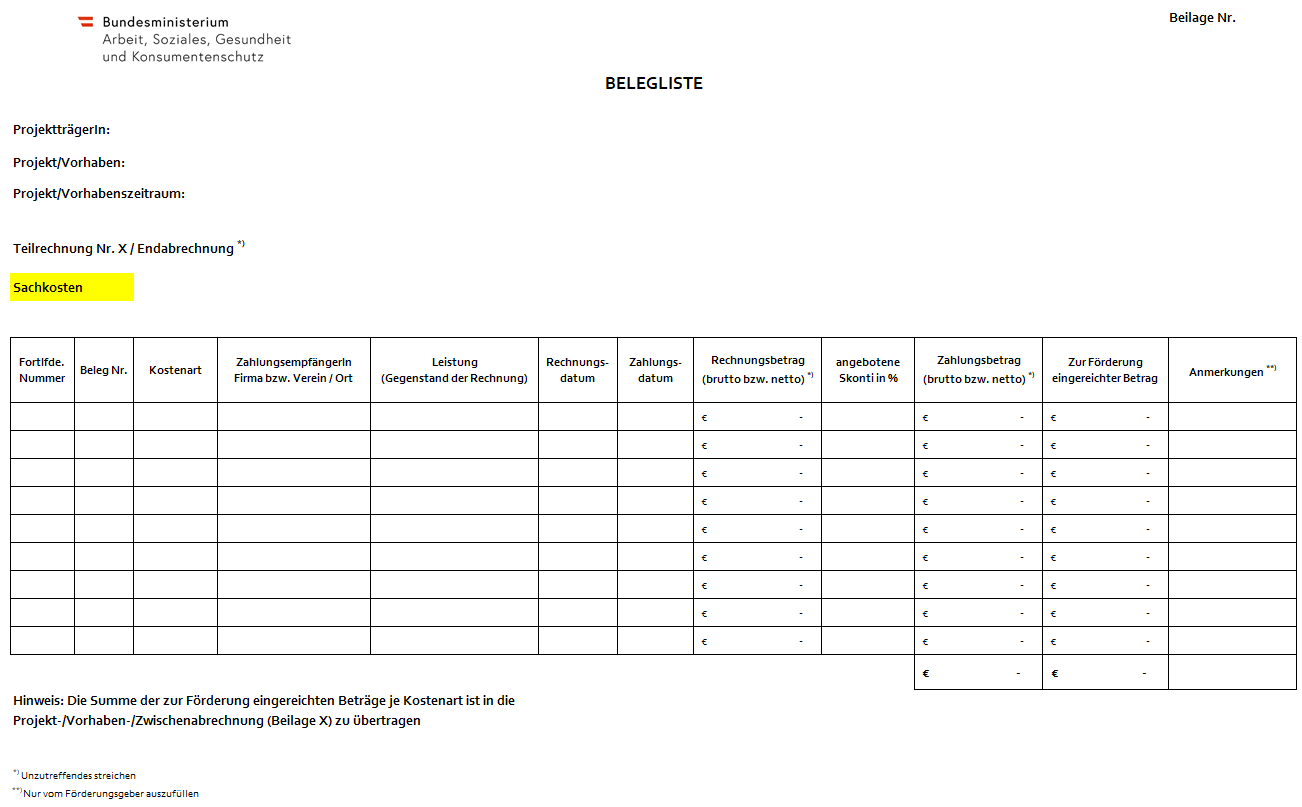 Bundesministerium
Arbeit, Soziales, Gesundheit
und Konsumentenschutz
Beilage Nr.
BELEGLISTE
ProjektträgerIn:
Projekt/Vorhaben:
Projekt/Vorhabenszeitraum:
Teilrechnung Nr. X / Endabrechnung *)
Sachkosten
Fortlfde. Nummer | Beleg Nr. | Kostenart | ZahlungsempfängerIn Firma bzw. Verein / Ort | Leistung (Gegenstand der Rechnung) | Rechnungs-datum | Zahlungs-datum | Rechnungsbetrag (brutto bzw. netto) *) | angebotene Skonti in % | Zahlungsbetrag (brutto bzw. netto) *) | Zur Förderung eingereichter Betrag | Anmerkungen **)
€ - € - € -
€ - € - € -
€ - € - € -
€ - € - € -
€ - € - € -
€ - € - € -
€ - € - € -
€ - € - € -
€ - € - € -
€ - € -
Hinweis: Die Summe der zur Förderung eingereichten Beträge je Kostenart ist in die
Projekt-/Vorhaben-/Zwischenabrechnung (Beilage X) zu übertragen
*) Unzutreffendes streichen
**) Nur vom Förderungsgeber auszufüllen